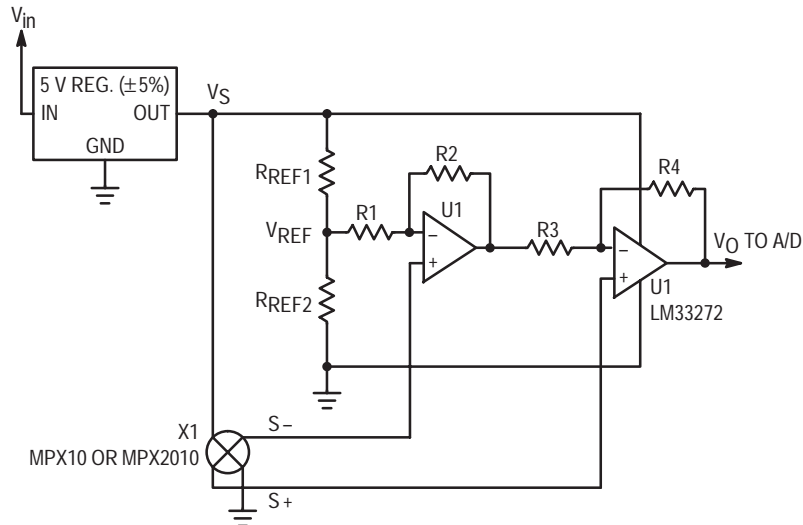 Vin
5 V REG. (±5%)
IN OUT
GND
VS
RREF1
VREF
RREF2
R1
R2
U1
−
+
R3
R4
−
+
U1
LM33272
VO TO A/D
X1
MPX10 OR MPX2010
S−
S+